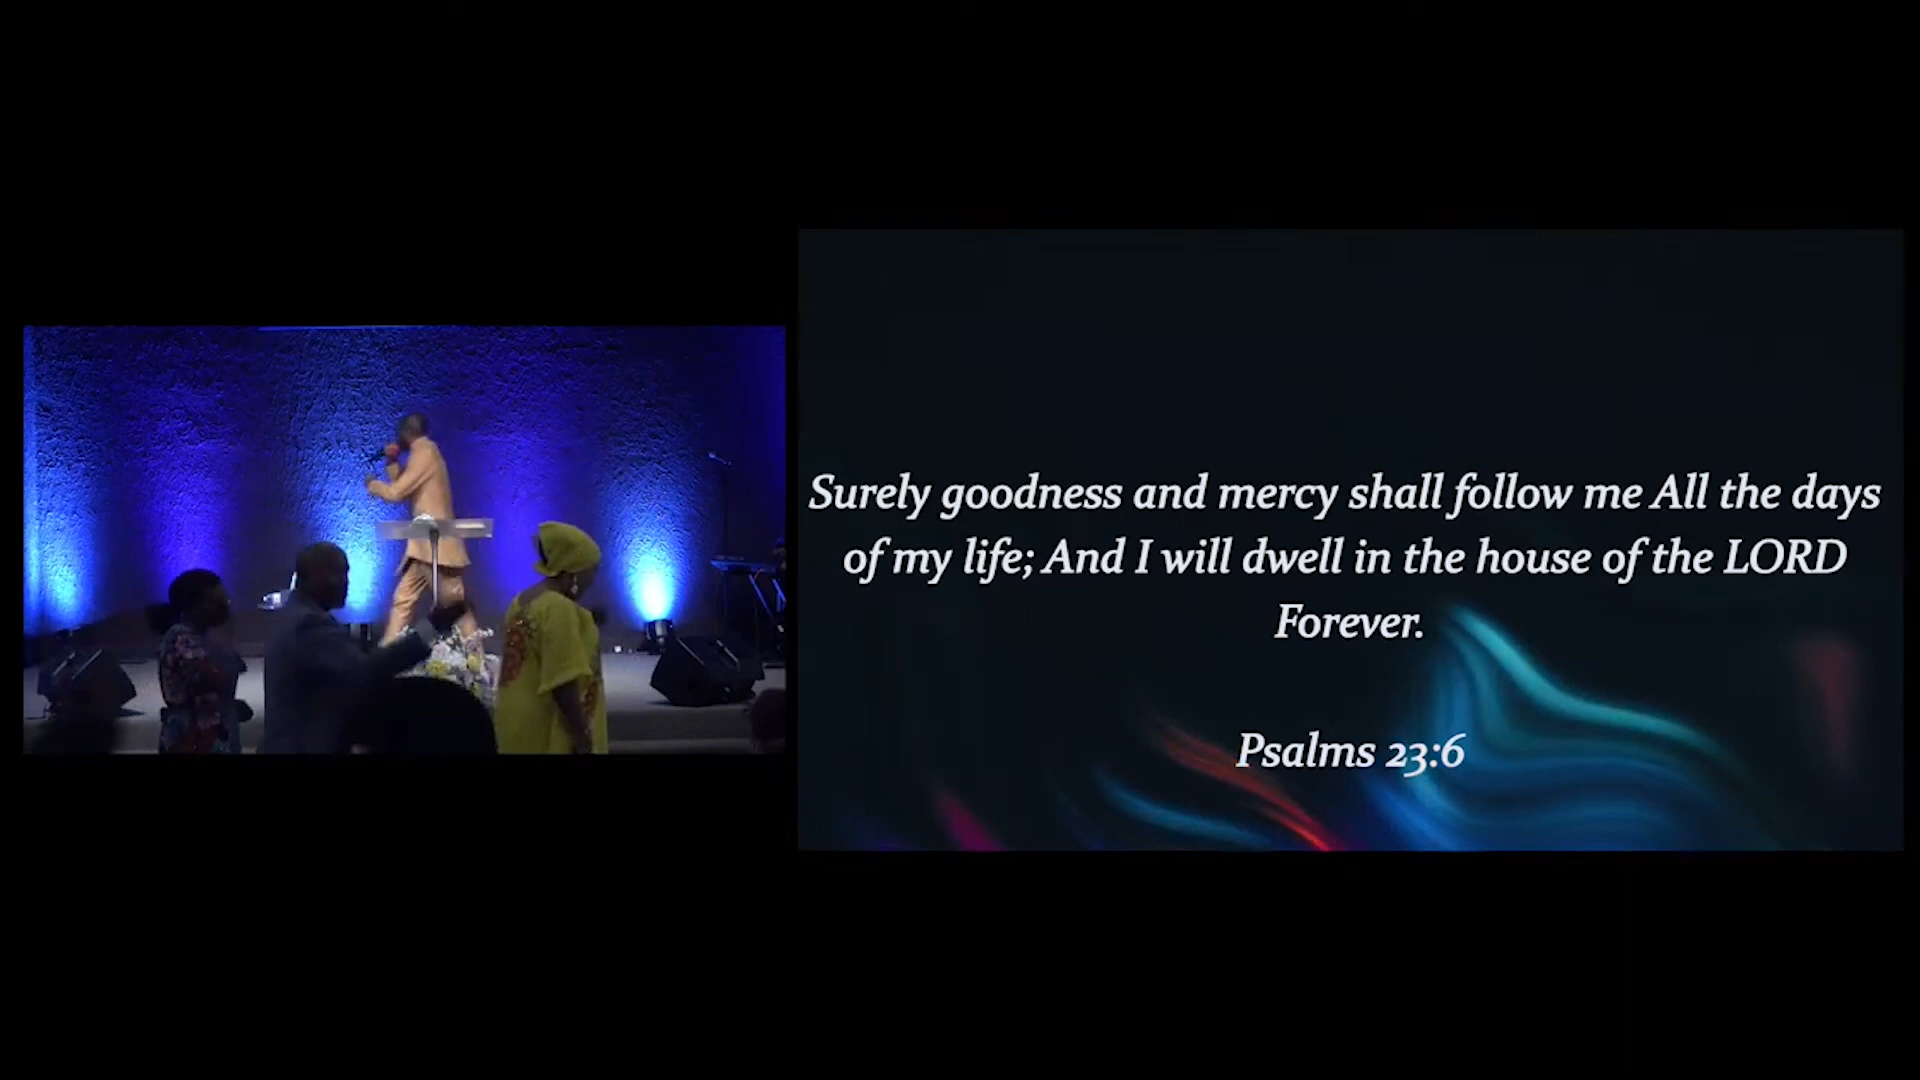 Surely goodness and mercy shall follow me All the days
of my life; And I will dwell in the house of the LORD
Forever.
Psalms 23:6